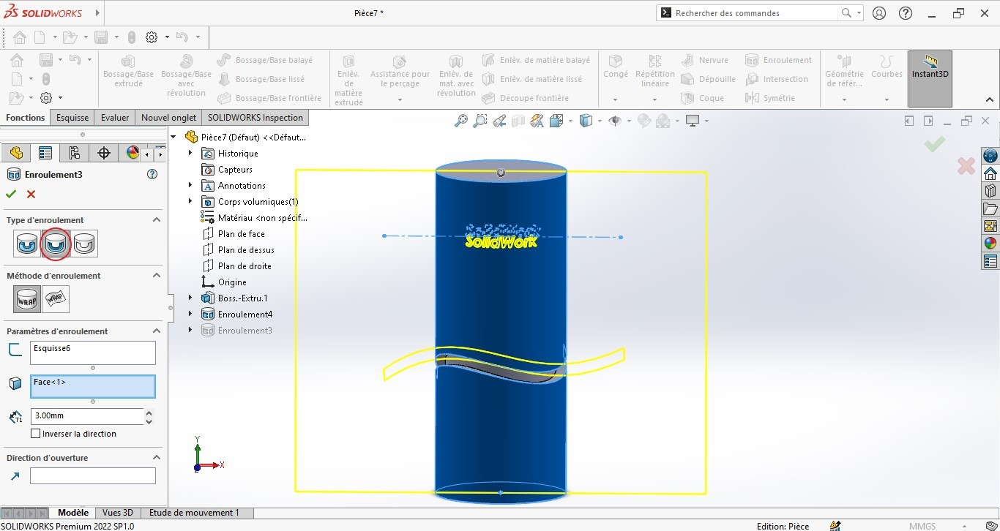 SOLIDWORKS
Pièce7 *
Rechercher des commandes
Bossage/Base extrudé
Bossage/Base avec révolution
Bossage/Base balayé
Bossage/Base lissé
Bossage/Base frontière
Enlèv. de matière extrudé
Assistance pour le perçage
Enlèv. de mat. avec révolution
Enlèv. de matière balayé
Enlèv. de matière lissé
Découpe frontière
Congé
Répétition linéaire
Nervure
Dépouille
Coque
Enroulement
Intersection
Symétrie
Géométrie de référ...
Courbes
Instant3D
Fonctions
Esquisse
Evaluer
Nouvel onglet
SOLIDWORKS Inspection
Enroulement3
Type d'enroulement
Méthode d'enroulement
WRAP
WRAP
Paramètres d'enroulement
Esquisse6
Face<1>
T1
3.00mm
Inverser la direction
Direction d'ouverture
Pièce7 (Défaut) <<Défaut...
Historique
Capteurs
A
Annotations
Corps volumiques(1)
Matériau <non spécif...
Plan de face
Plan de dessus
Plan de droite
Origine
Boss.-Extru.1
Enroulement4
Enroulement3
SolidWork
Y
X
Z
Modèle
Vues 3D
Etude de mouvement 1
SOLIDWORKS Premium 2022 SP1.0
Edition: Pièce
MMGS